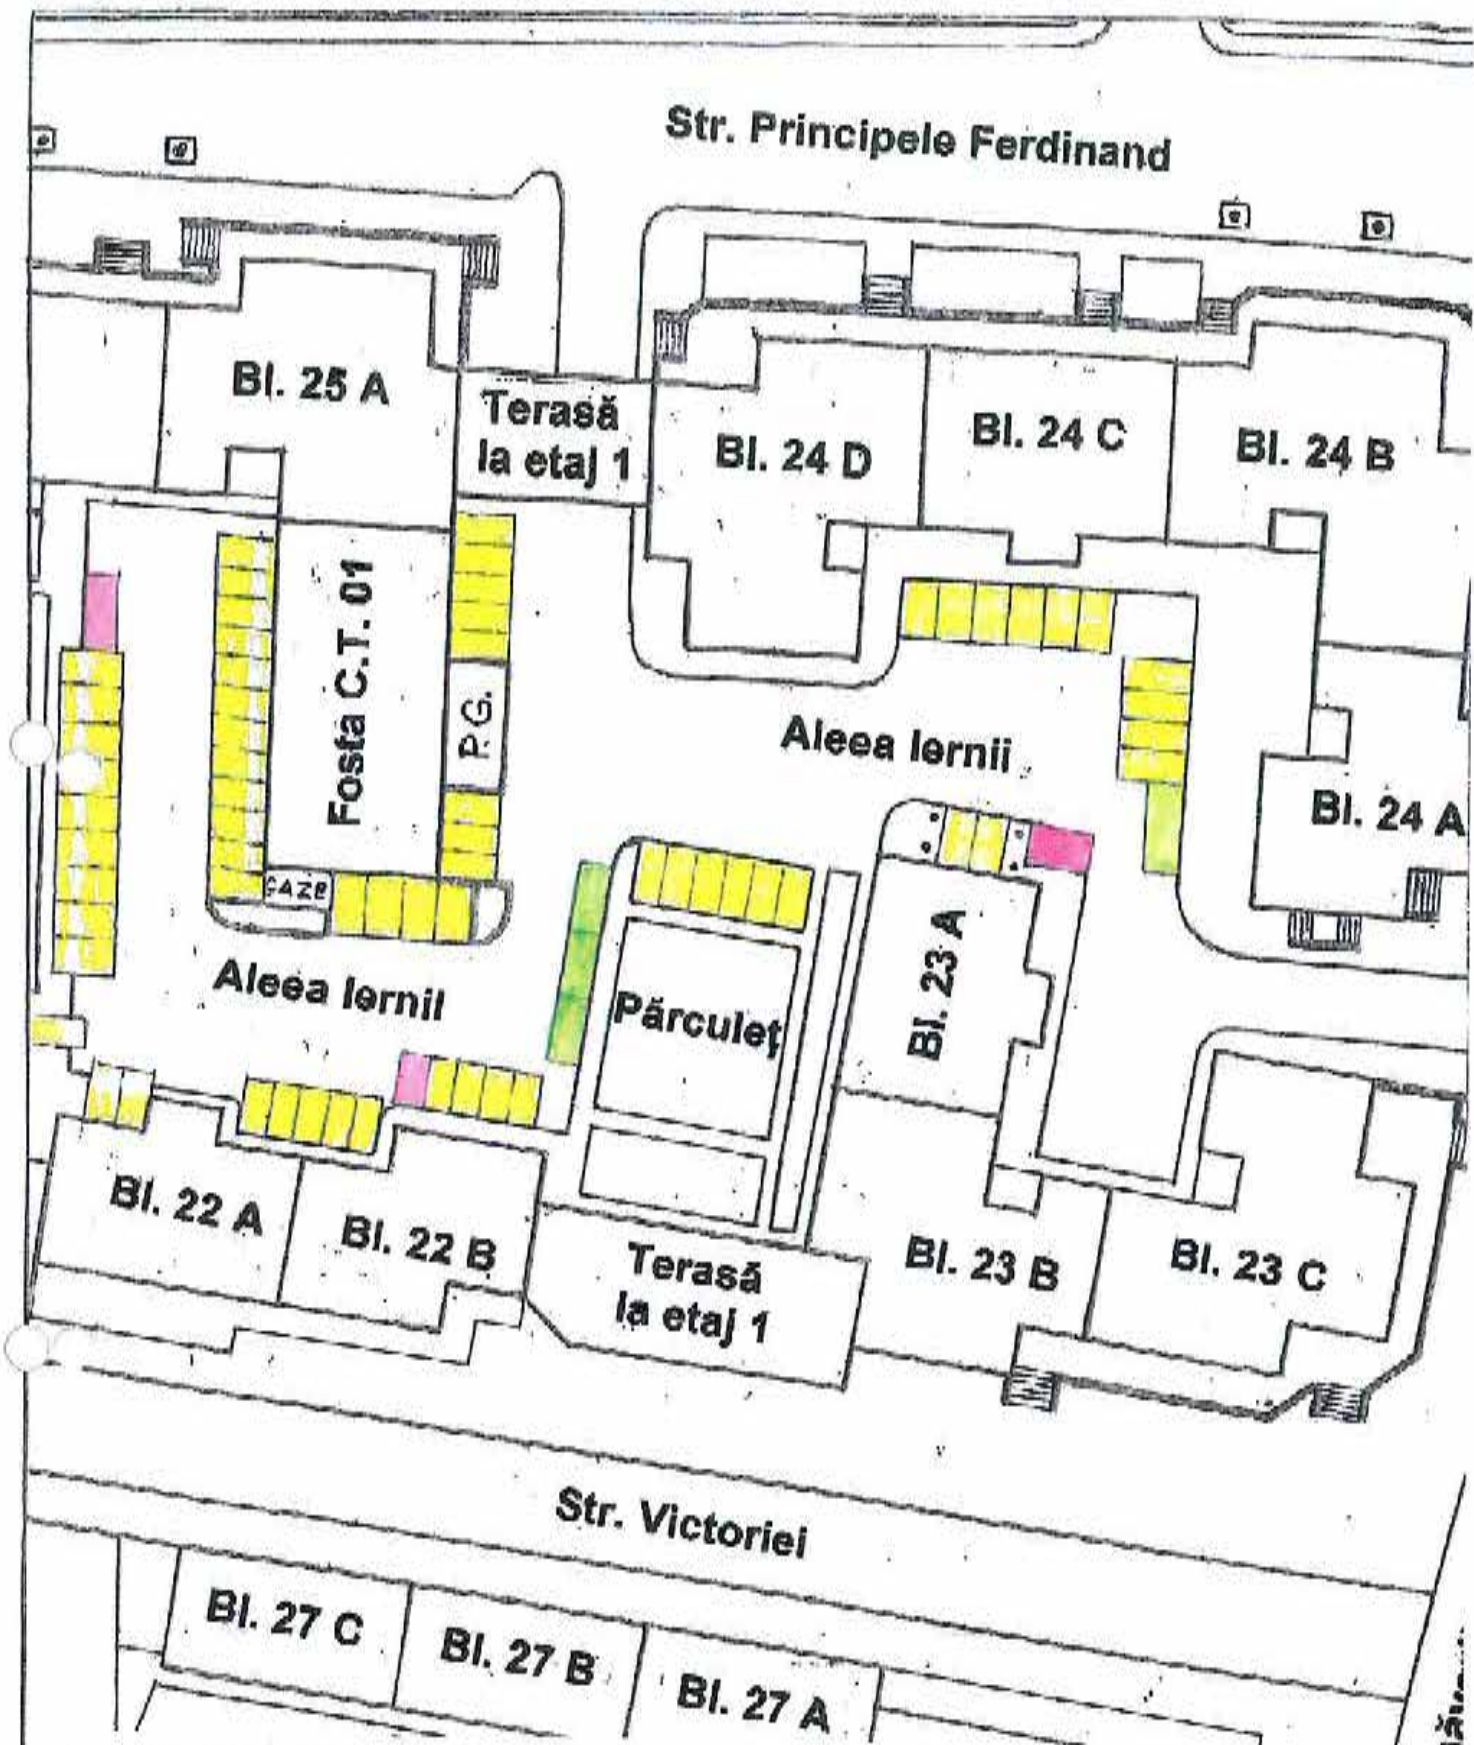 Str. Principele Ferdinand
Bl. 25 A
Terasă
la etaj 1
Bl. 24 D
Bl. 24 C
Bl. 24 B
Fosta C.T. 01
P.G.
Aleea Iernii
Bl. 24 A
GAZE
Aleea Iernii
Părculeț
Bl. 23 A
Bl. 22 A
Bl. 22 B
Terasă
la etaj 1
Bl. 23 B
Bl. 23 C
Str. Victoriei
Bl. 27 C
Bl. 27 B
Bl. 27 A